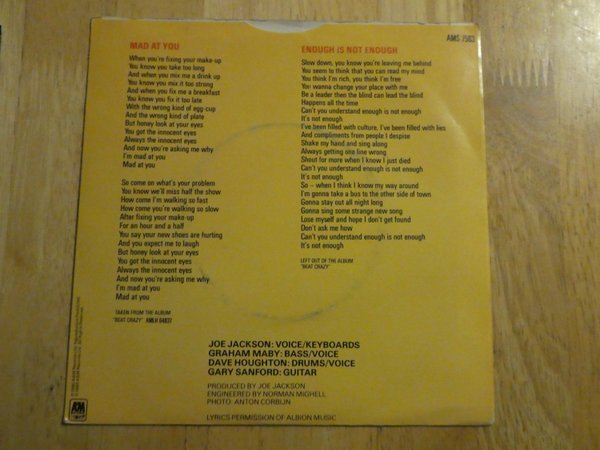 MAD AT YOU
When you're fixing your make-up
You know you take too long
And when you mix me a drink up
You know you mix it too strong
And when you fix me a breakfast
You know you fix it too late
With the wrong kind of egg-cup
And the wrong kind of plate
But honey look at your eyes
You got the innocent eyes
Always the innocent eyes
And now you're asking me why
I'm mad at you
Mad at you
So come on what's your problem
You know we'll miss half the show
How come I'm walking so fast
How come you're walking so slow
After fixing your make-up
For an hour and a half
You say your new shoes are hurting
And you expect me to laugh
But honey look at your eyes
You got the innocent eyes
Always the innocent eyes
And now you're asking me why
I'm mad at you
Mad at you
TAKEN FROM THE ALBUM
"BEAT CRAZY" AMLH 64837
AMS 7563
ENOUGH IS NOT ENOUGH
Slow down, you know you're leaving me behind
You seem to think that you can read my mind
You think I'm rich, you think I'm free
You wanna change your place with me
Be a leader then the blind can lead the blind
Happens all the time
Can't you understand enough is not enough
It's not enough
I've been filled with culture, I've been filled with lies
And compliments from people I despise
Shake my hand and sing along
Always getting one line wrong
Shout for more when I know I just died
Can't you understand enough is not enough
It's not enough
So – when I think I know my way around
I'm gonna take a bus to the other side of town
Gonna stay out all night long
Gonna sing some strange new song
Lose myself and hope I don't get found
Don't ask me how
Can't you understand enough is not enough
It's not enough
LEFT OUT OF THE ALBUM
"BEAT CRAZY"
JOE JACKSON: VOICE/KEYBOARDS
GRAHAM MABY: BASS/VOICE
DAVE HOUGHTON: DRUMS/VOICE
GARY SANFORD: GUITAR
PRODUCED BY JOE JACKSON
ENGINEERED BY NORMAN MIGHELL
PHOTO: ANTON CORBIJN
LYRICS PERMISSION OF ALBION MUSIC
A&M